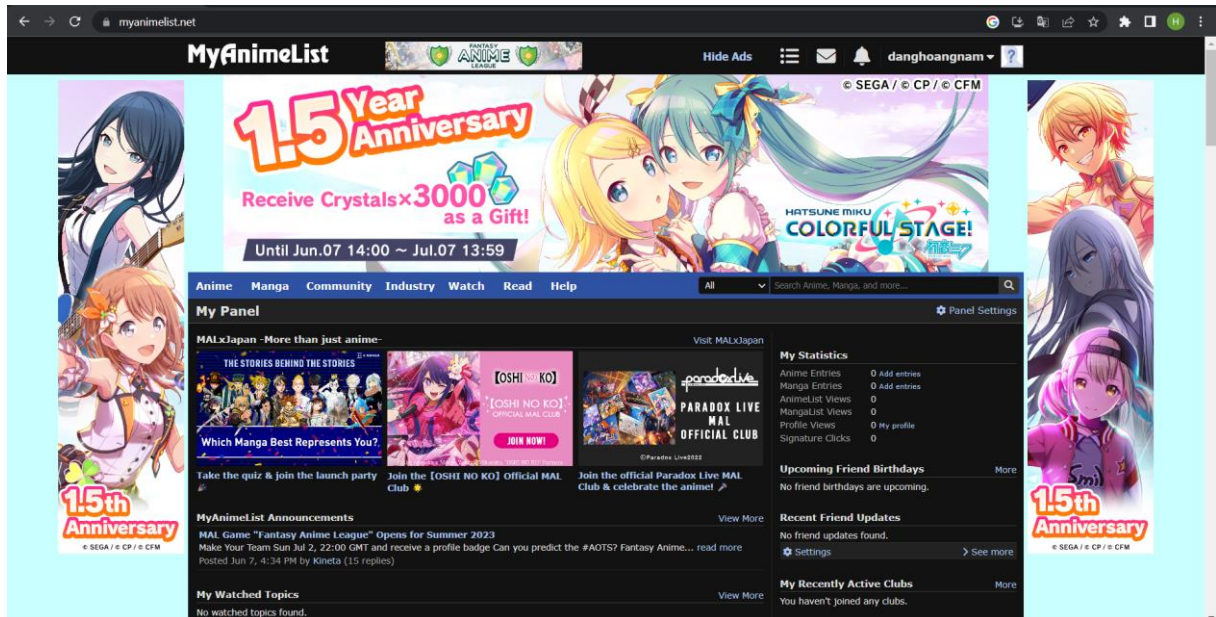 myanimelist.net
H
MyAnimeList
FANTASY
ANIME
LEAGUE
Hide Ads
danghoangnam
?
© SEGA / © CP / © CFM
1.5 Year
Anniversary
Receive Crystals×3000
as a Gift!
Until Jun.07 14:00 ~ Jul.07 13:59
HATSUNE MIKU
COLORFUL STAGE!
Anime Manga Community Industry Watch Read Help
All
Search Anime, Manga, and more...
My Panel
Panel Settings
MALxJapan -More than just anime-
Visit MALxJapan
THE STORIES BEHIND THE STORIES
Which Manga Best Represents You?
Take the quiz & join the launch party
[OSHI NO KO]
[OSHI NO KO]
OFFICIAL MAL CLUB
JOIN NOW!
Join the [OSHI NO KO] Official MAL
Club
paradoxlive
PARADOX LIVE
MAL
OFFICIAL CLUB
©Paradox Live2022
Join the official Paradox Live MAL
Club & celebrate the anime!
MyAnimeList Announcements
View More
MAL Game "Fantasy Anime League" Opens for Summer 2023
Make Your Team Sun Jul 2, 22:00 GMT and receive a profile badge Can you predict the #AOTS? Fantasy Anime... read more
Posted Jun 7, 4:34 PM by Kineta (15 replies)
My Watched Topics
View More
No watched topics found.
My Statistics
Anime Entries 0 Add entries
Manga Entries 0 Add entries
AnimeList Views 0
MangaList Views 0
Profile Views 0 My profile
Signature Clicks 0
Upcoming Friend Birthdays
More
No friend birthdays are upcoming.
Recent Friend Updates
No friend updates found.
Settings
See more
My Recently Active Clubs
More
You haven't joined any clubs.
1.5th
Anniversary
© SEGA / © CP / © CFM
Smil
1.5th
Anniversary
© SEGA / © CP / © CFM